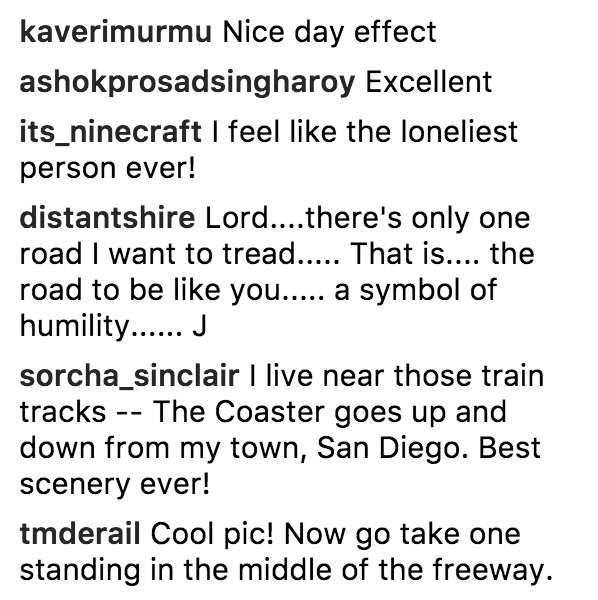 kaverimurmu Nice day effect
ashokprosadsingharoy Excellent
its_ninecraft I feel like the loneliest
person ever!
distantshire Lord....there's only one
road I want to tread..... That is.... the
road to be like you..... a symbol of
humility...... J
sorcha_sinclair I live near those train
tracks -- The Coaster goes up and
down from my town, San Diego. Best
scenery ever!
tmderail Cool pic! Now go take one
standing in the middle of the freeway.